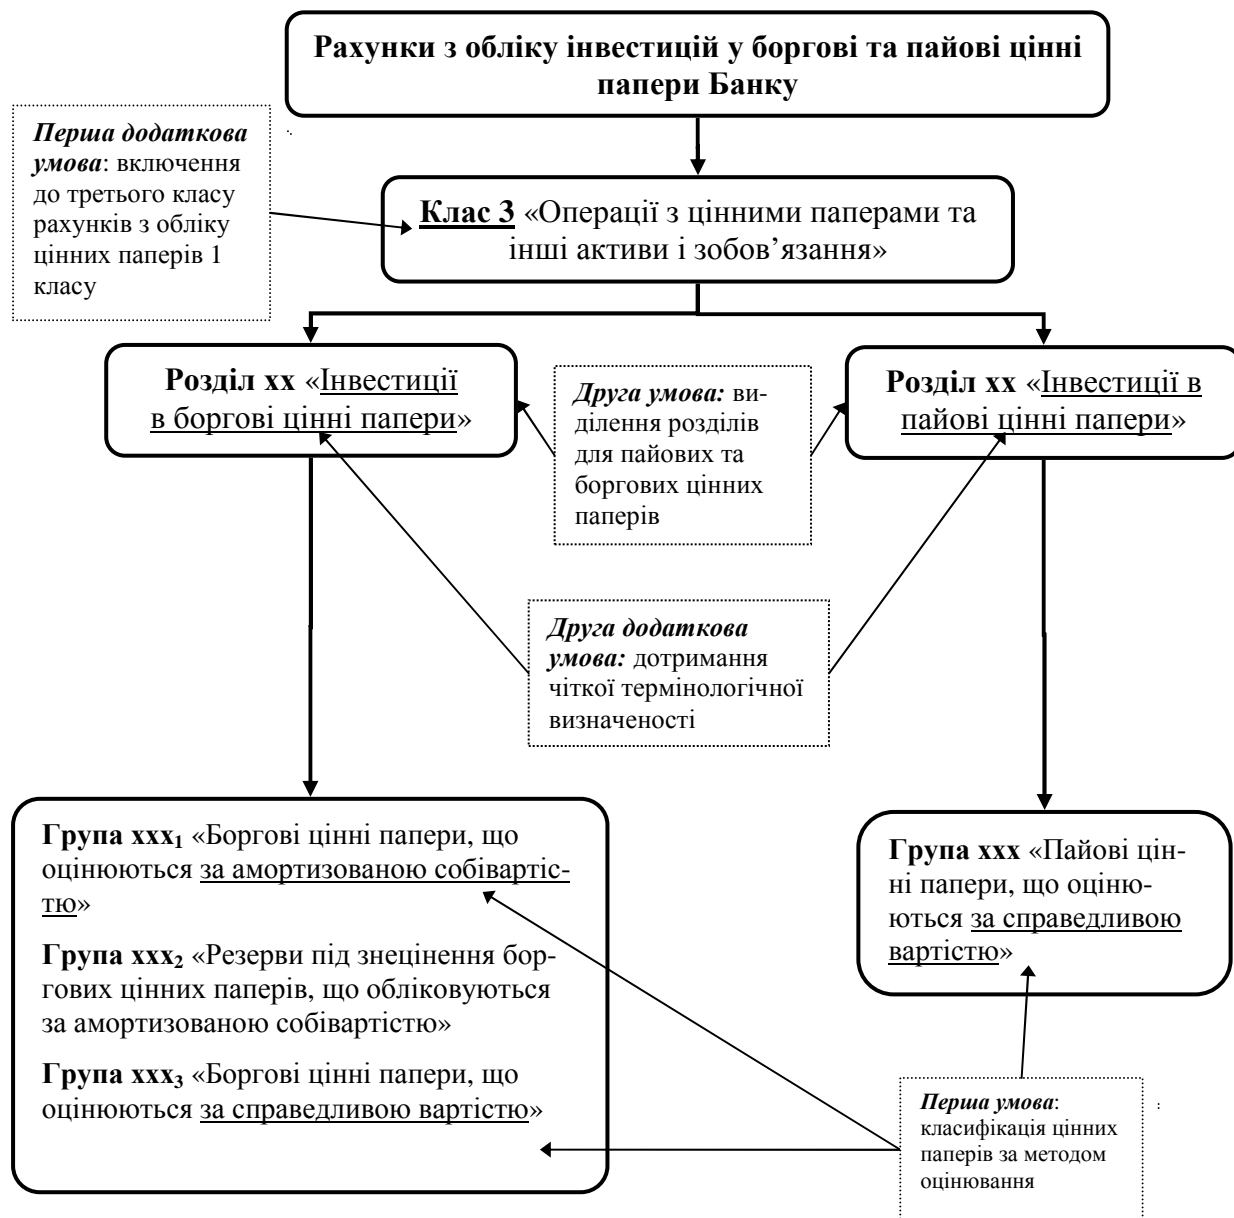 Рахунки з обліку інвестицій у боргові та пайові цінні
папери Банку
Перша додаткова
умова: включення
до третього класу
рахунків з обліку
цінних паперів 1
класу
Клас 3 «Операції з цінними паперами та
інші активи і зобов’язання»
Розділ хх «Інвестиції
в боргові цінні папери»
Друга умова: ви-
ділення розділів
для пайових та
боргових цінних
паперів
Розділ хх «Інвестиції в
пайові цінні папери»
Друга додаткова
умова: дотримання
чіткої термінологічної
визначеності
Група ххх₁ «Боргові цінні папери, що
оцінюються за амортизованою собівартіс-
тю»
Група ххх₂ «Резерви під знецінення бор-
гових цінних паперів, що обліковуються
за амортизованою собівартістю»
Група ххх₃ «Боргові цінні папери, що
оцінюються за справедливою вартістю»
Група ххх «Пайові цін-
ні папери, що оціню-
ються за справедливою
вартістю»
Перша умова:
класифікація цінних
паперів за методом
оцінювання